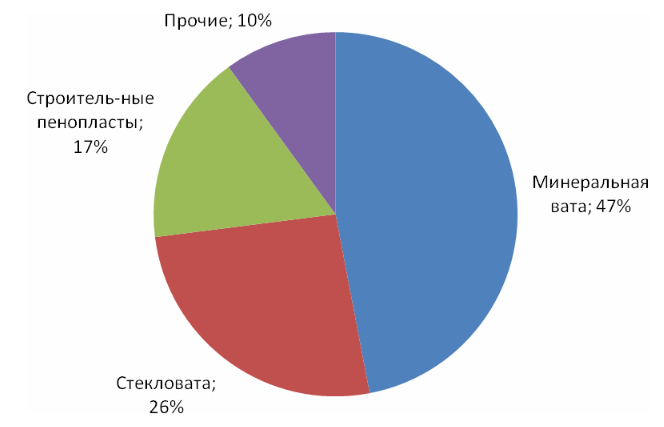 Прочие; 10%
Строитель-ные
пенопласты;
17%
Минеральная
вата; 47%
Стекловата;
26%